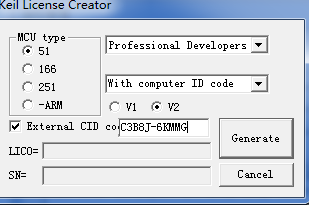 Keil License Creator
MCU type
51
166
251
-ARM
Professional Developers
With computer ID code
V1
V2
External CID co
C3B8J-6KMMG
Generate
LIC0=
SN=
Cancel